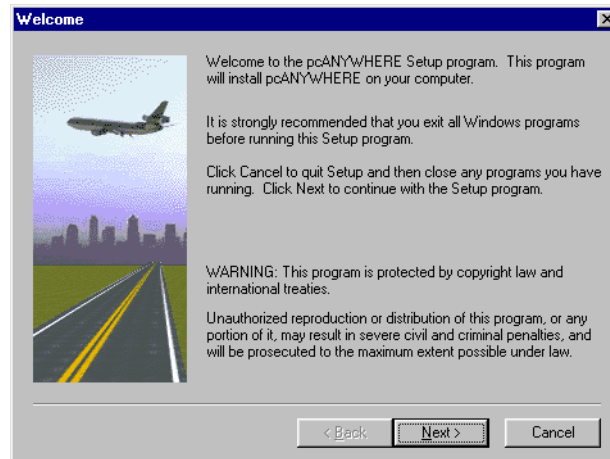 Welcome
Welcome to the pcANYWHERE Setup program. This program
will install pcANYWHERE on your computer.
It is strongly recommended that you exit all Windows programs
before running this Setup program.
Click Cancel to quit Setup and then close any programs you have
running. Click Next to continue with the Setup program.
WARNING: This program is protected by copyright law and
international treaties.
Unauthorized reproduction or distribution of this program, or any
portion of it, may result in severe civil and criminal penalties, and
will be prosecuted to the maximum extent possible under law.
< Back Next > Cancel